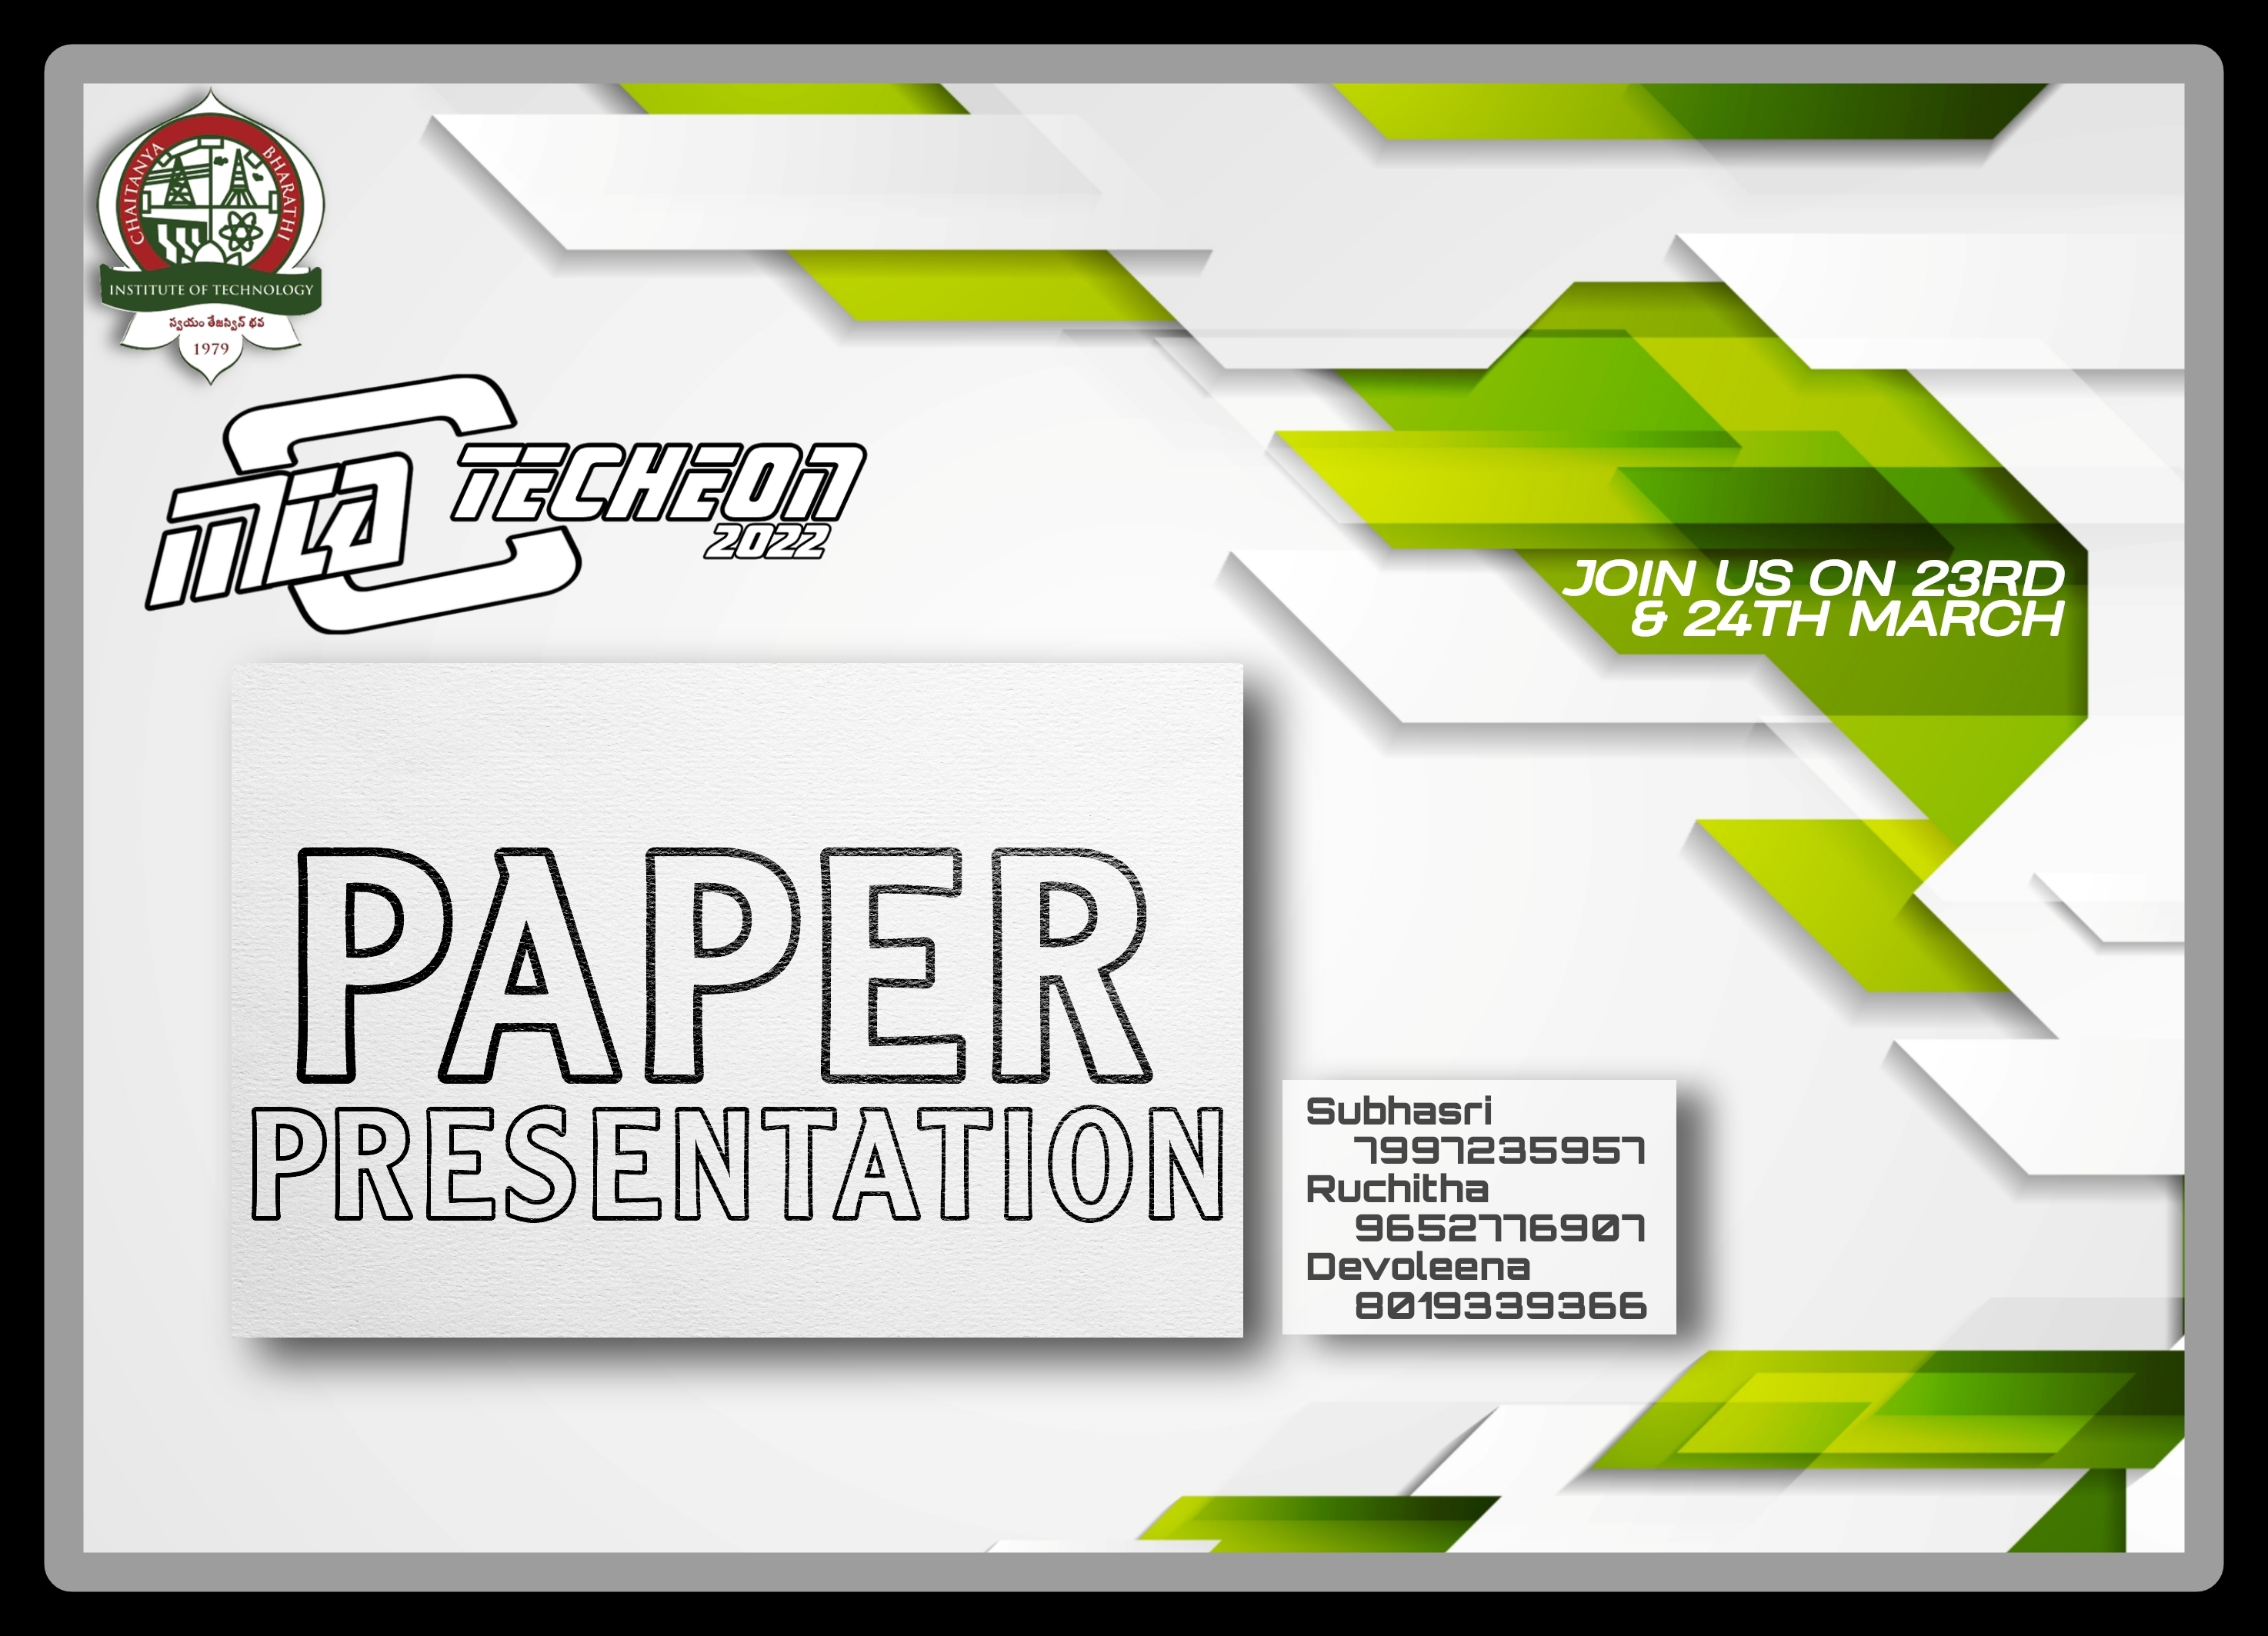 CHAITANYA BHARATHI
INSTITUTE OF TECHNOLOGY
స్వయం తేజస్విన్ భవ
1979
MCA TECHEON
2022
JOIN US ON 23RD
& 24TH MARCH
PAPER
PRESENTATION
Subhasri
7997235957
Ruchitha
9652776907
Devoleena
8019339366